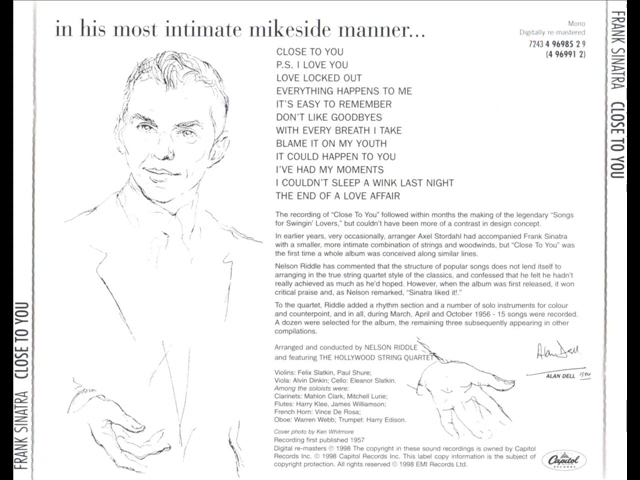 in his most intimate mikeside manner...
Mono
Digitally re-mastered
7243 4 96985 2 9
(4 96991 2)
FRANK SINATRA CLOSE TO YOU
CLOSE TO YOU
P.S. I LOVE YOU
LOVE LOCKED OUT
EVERYTHING HAPPENS TO ME
IT'S EASY TO REMEMBER
DON'T LIKE GOODBYES
WITH EVERY BREATH I TAKE
BLAME IT ON MY YOUTH
IT COULD HAPPEN TO YOU
I'VE HAD MY MOMENTS
I COULDN'T SLEEP A WINK LAST NIGHT
THE END OF A LOVE AFFAIR
The recording of "Close To You" followed within months the making of the legendary "Songs
for Swingin' Lovers," but couldn't have been more of a contrast in design concept.
In earlier years, very occasionally, arranger Axel Stordahl had accompanied Frank Sinatra
with a smaller, more intimate combination of strings and woodwinds, but "Close To You" was
the first time a whole album was conceived along similar lines.
Nelson Riddle has commented that the structure of popular songs does not lend itself to
arranging in the true string quartet style of the classics, and confessed that he felt he hadn't
really achieved as much as he'd hoped. However, when the album was first released, it won
critical praise and, as Nelson remarked, "Sinatra liked it!."
To the quartet, Riddle added a rhythm section and a number of solo instruments for colour
and counterpoint, and in all, during March, April and October 1956 - 15 songs were recorded.
A dozen were selected for the album, the remaining three subsequently appearing in other
compilations.
Arranged and conducted by NELSON RIDDLE
and featuring THE HOLLYWOOD STRING QUARTET
Alan Dell
ALAN DELL
Violins: Felix Slatkin, Paul Shure;
Viola: Alvin Dinkin; Cello: Eleanor Slatkin.
Among the soloists were:
Clarinets: Mahlon Clark, Mitchell Lurie;
Flutes: Harry Klee, James Williamson;
French Horn: Vince De Rosa;
Oboe: Warren Webb; Trumpet: Harry Edison.
Cover photo by Ken Whitmore
Recording first published 1957
Digital re-masters ℗ 1998 The copyright in these sound recordings is owned by Capitol
Records Inc. © 1998 Capitol Records Inc. This label copy information is the subject of
copyright protection. All rights reserved © 1998 EMI Records Ltd.
Capitol
FRANK SINATRA CLOSE TO YOU